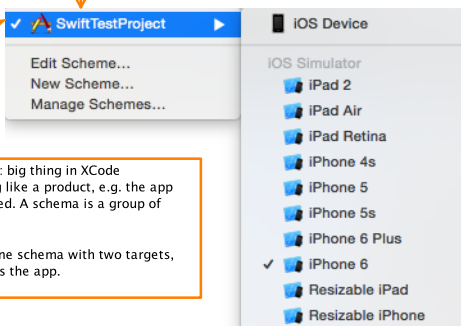 SwiftTestProject
Edit Scheme...
New Scheme...
Manage Schemes...
iOS Device
iOS Simulator
iPad 2
iPad Air
iPad Retina
iPhone 4s
iPhone 5
iPhone 5s
iPhone 6 Plus
iPhone 6
Resizable iPad
Resizable iPhone
: big thing in XCode
like a product, e.g. the app
ed. A schema is a group of
ne schema with two targets,
s the app.